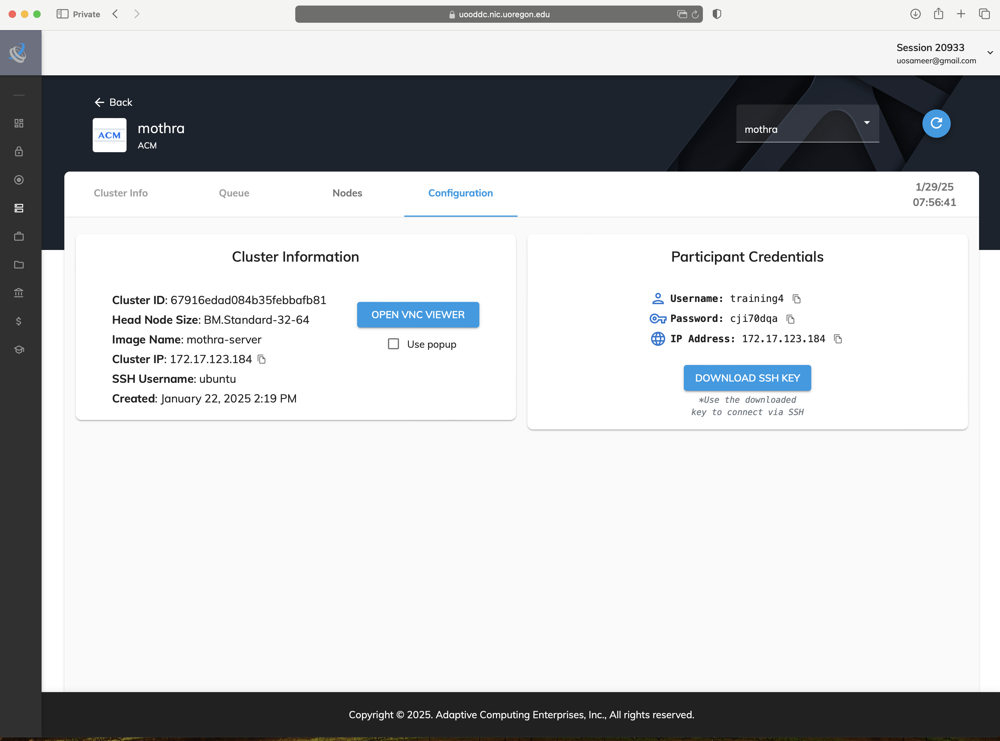 Private
uooddc.nic.uoregon.edu
Session 20933
uosameer@gmail.com
Back
ACM
mothra
ACM
mothra
Cluster Info
Queue
Nodes
Configuration
1/29/25
07:56:41
Cluster Information
Cluster ID: 67916edad084b35febbafb81
Head Node Size: BM.Standard-32-64
Image Name: mothra-server
Cluster IP: 172.17.123.184
SSH Username: ubuntu
Created: January 22, 2025 2:19 PM
OPEN VNC VIEWER
Use popup
Participant Credentials
Username: training4
Password: cji70dqa
IP Address: 172.17.123.184
DOWNLOAD SSH KEY
*Use the downloaded
key to connect via SSH
Copyright © 2025. Adaptive Computing Enterprises, Inc., All rights reserved.